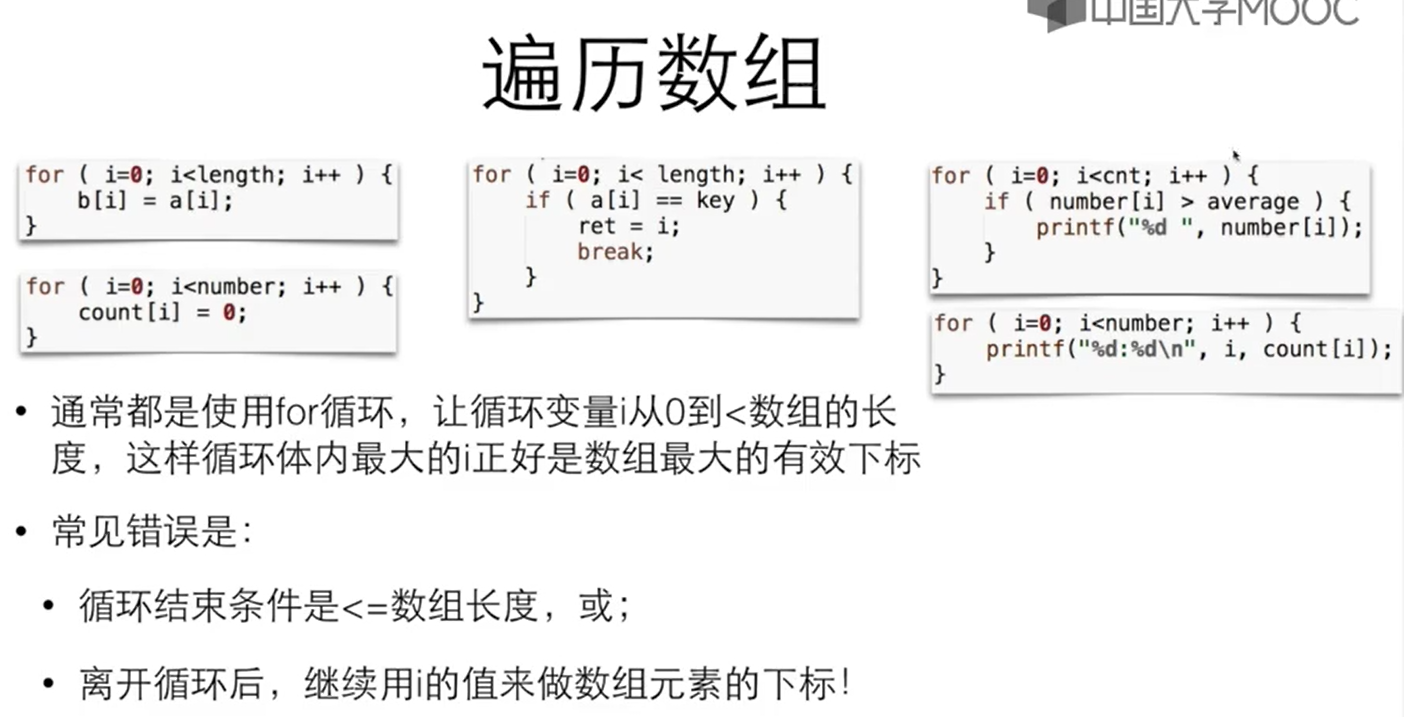 中国大学MOOC
遍历数组
for ( i=0; i<length; i++ ) {
    b[i] = a[i];
}
for ( i=0; i<number; i++ ) {
    count[i] = 0;
}
for ( i=0; i< length; i++ ) {
    if ( a[i] == key ) {
        ret = i;
        break;
    }
}
for ( i=0; i<cnt; i++ ) {
    if ( number[i] > average ) {
        printf("%d ", number[i]);
    }
}
for ( i=0; i<number; i++ ) {
    printf("%d:%d\n", i, count[i]);
}
• 通常都是使用for循环，让循环变量i从0到<数组的长
度，这样循环体内最大的i正好是数组最大的有效下标
• 常见错误是：
• 循环结束条件是<=数组长度，或；
• 离开循环后，继续用i的值来做数组元素的下标！